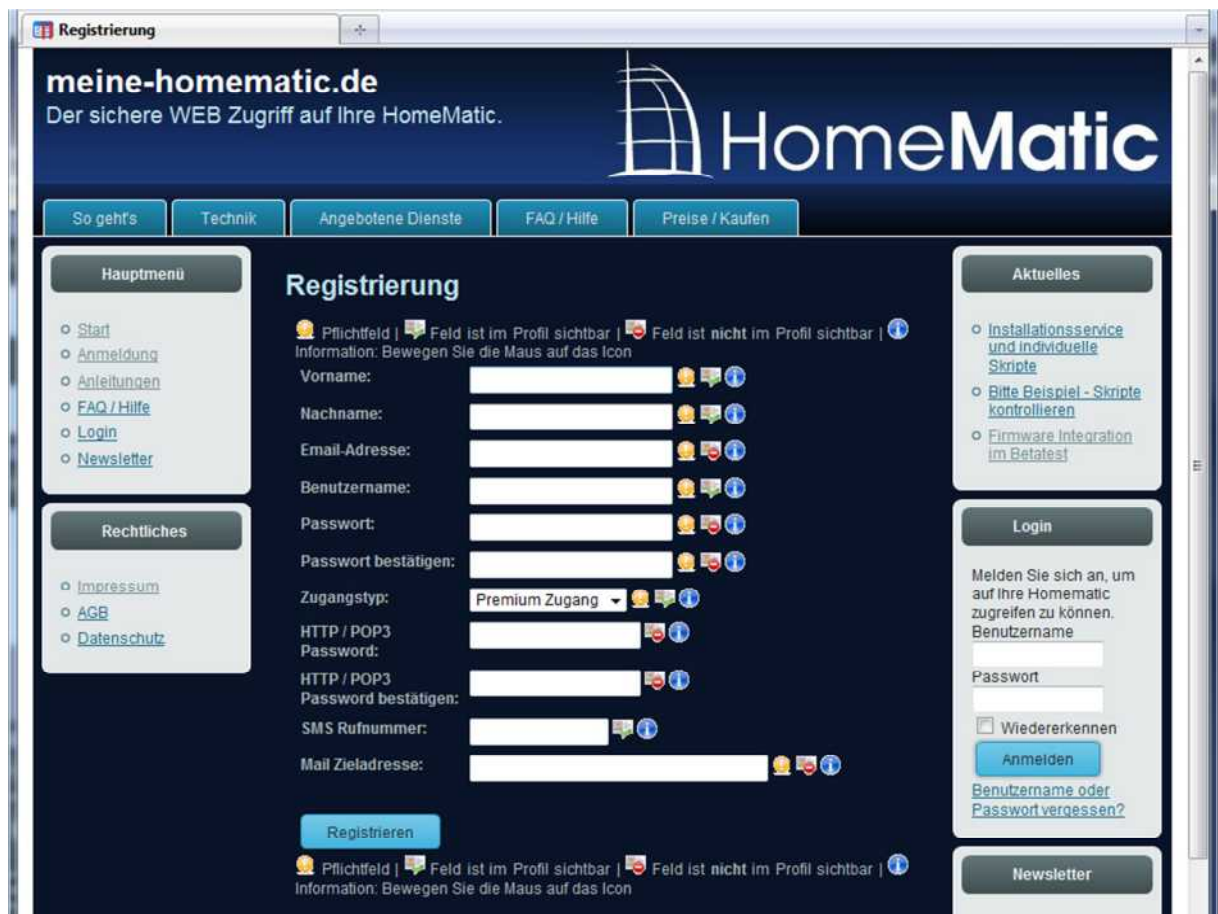 Registrierung
meine-homematic.de
Der sichere WEB Zugriff auf Ihre HomeMatic.
HomeMatic
So geht's
Technik
Angebotene Dienste
FAQ / Hilfe
Preise / Kaufen
Hauptmenü
Start
Anmeldung
Anleitungen
FAQ / Hilfe
Login
Newsletter
Rechtliches
Impressum
AGB
Datenschutz
Registrierung
Pflichtfeld | Feld ist im Profil sichtbar | Feld ist nicht im Profil sichtbar |
Information: Bewegen Sie die Maus auf das Icon
Vorname:
Nachname:
Email-Adresse:
Benutzername:
Passwort:
Passwort bestätigen:
Zugangstyp: Premium Zugang
HTTP / POP3
Password:
HTTP / POP3
Password bestätigen:
SMS Rufnummer:
Mail Zieladresse:
Registrieren
Pflichtfeld | Feld ist im Profil sichtbar | Feld ist nicht im Profil sichtbar |
Information: Bewegen Sie die Maus auf das Icon
Aktuelles
Installationsservice
und individuelle
Skripte
Bitte Beispiel - Skripte
kontrollieren
Firmware Integration
im Betatest
Login
Melden Sie sich an, um
auf Ihre Homematic
zugreifen zu können.
Benutzername
Passwort
Wiedererkennen
Anmelden
Benutzername oder
Passwort vergessen?
Newsletter